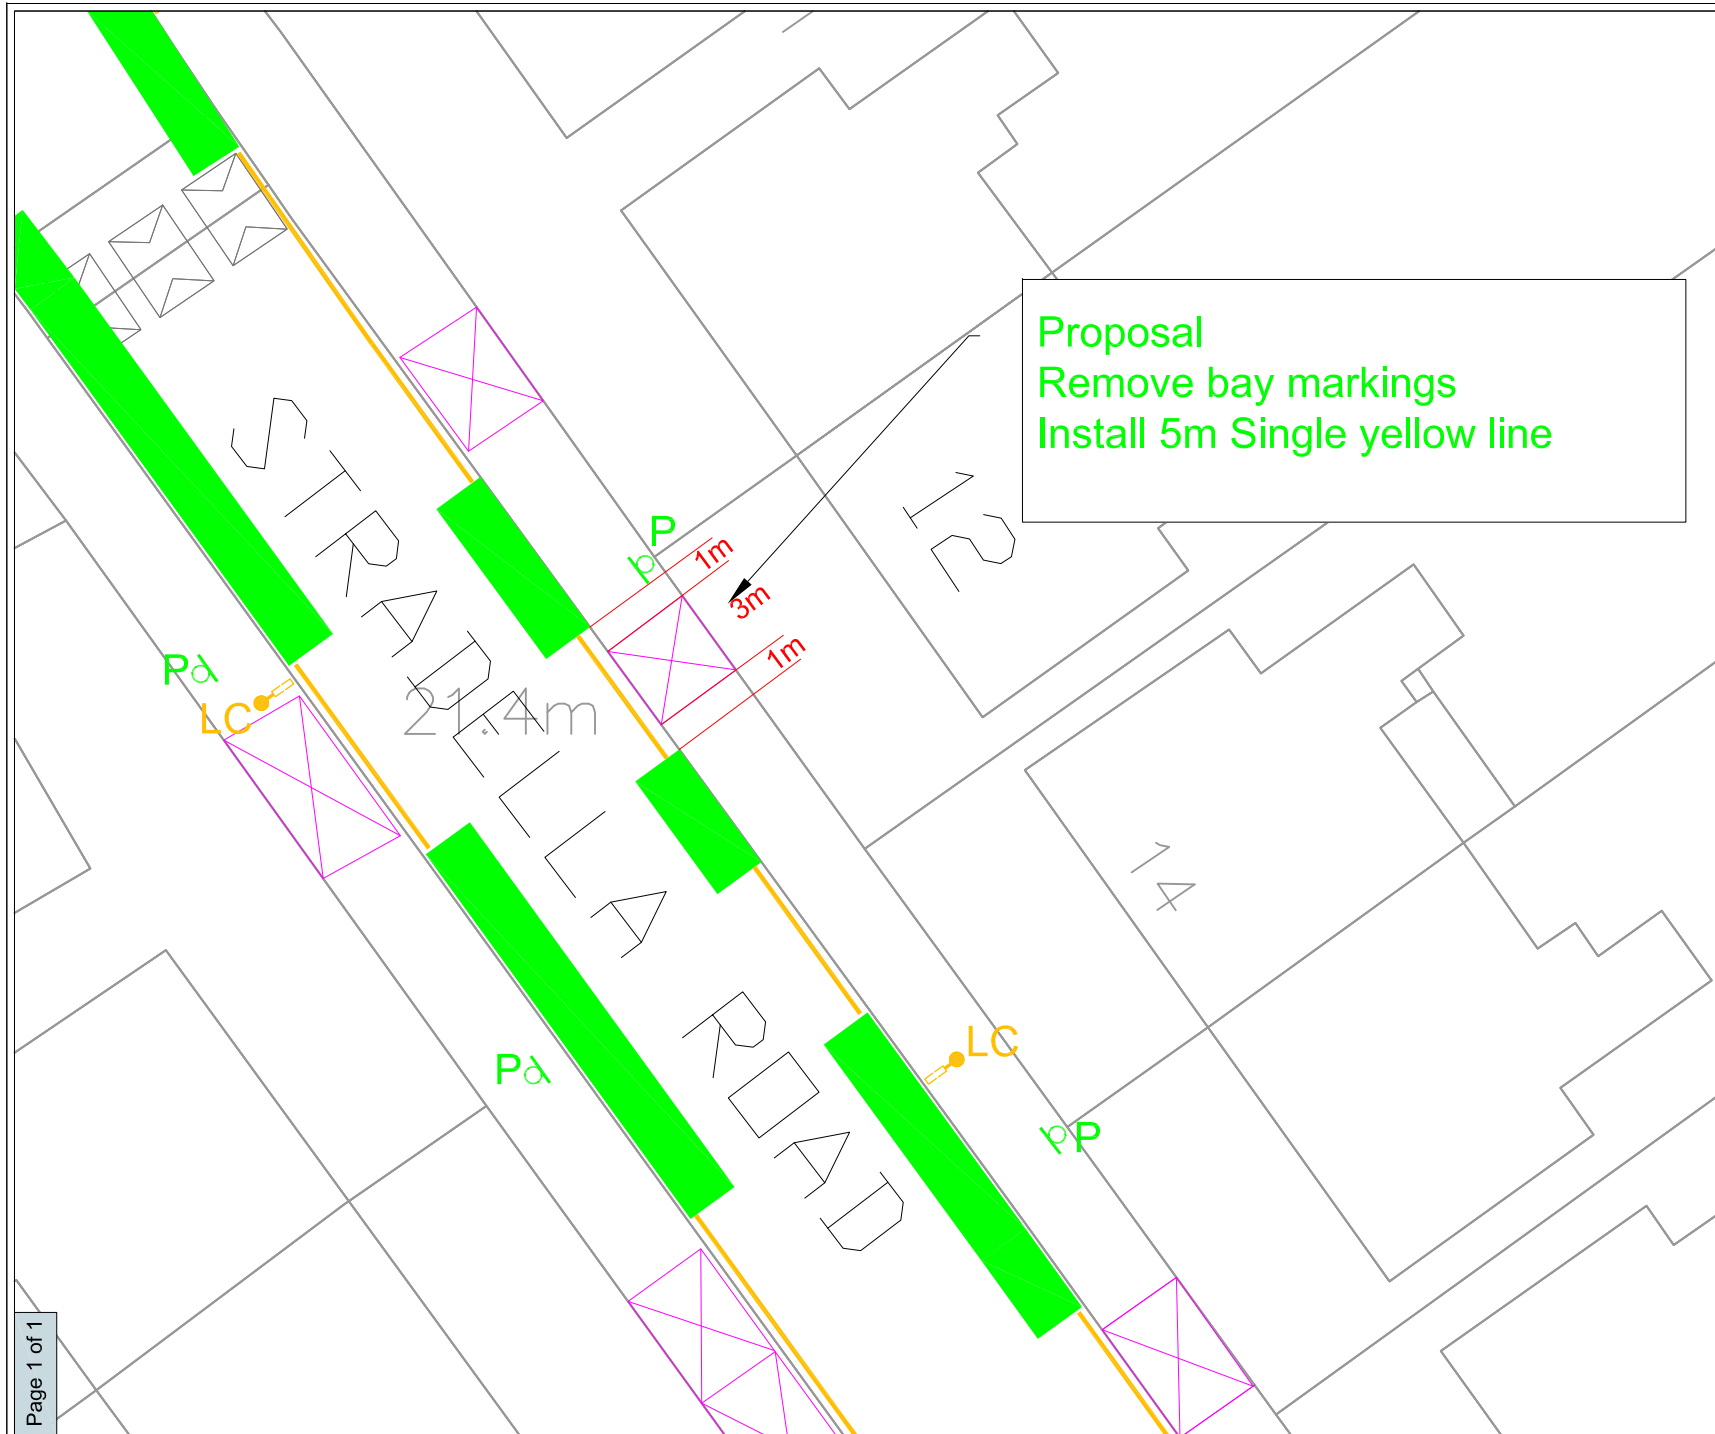 Proposal
Remove bay markings
Install 5m Single yellow line
12
P
1m
3m
1m
P
LC
21.4m
STRADELLA ROAD
14
LC
P
P
Page 1 of 1